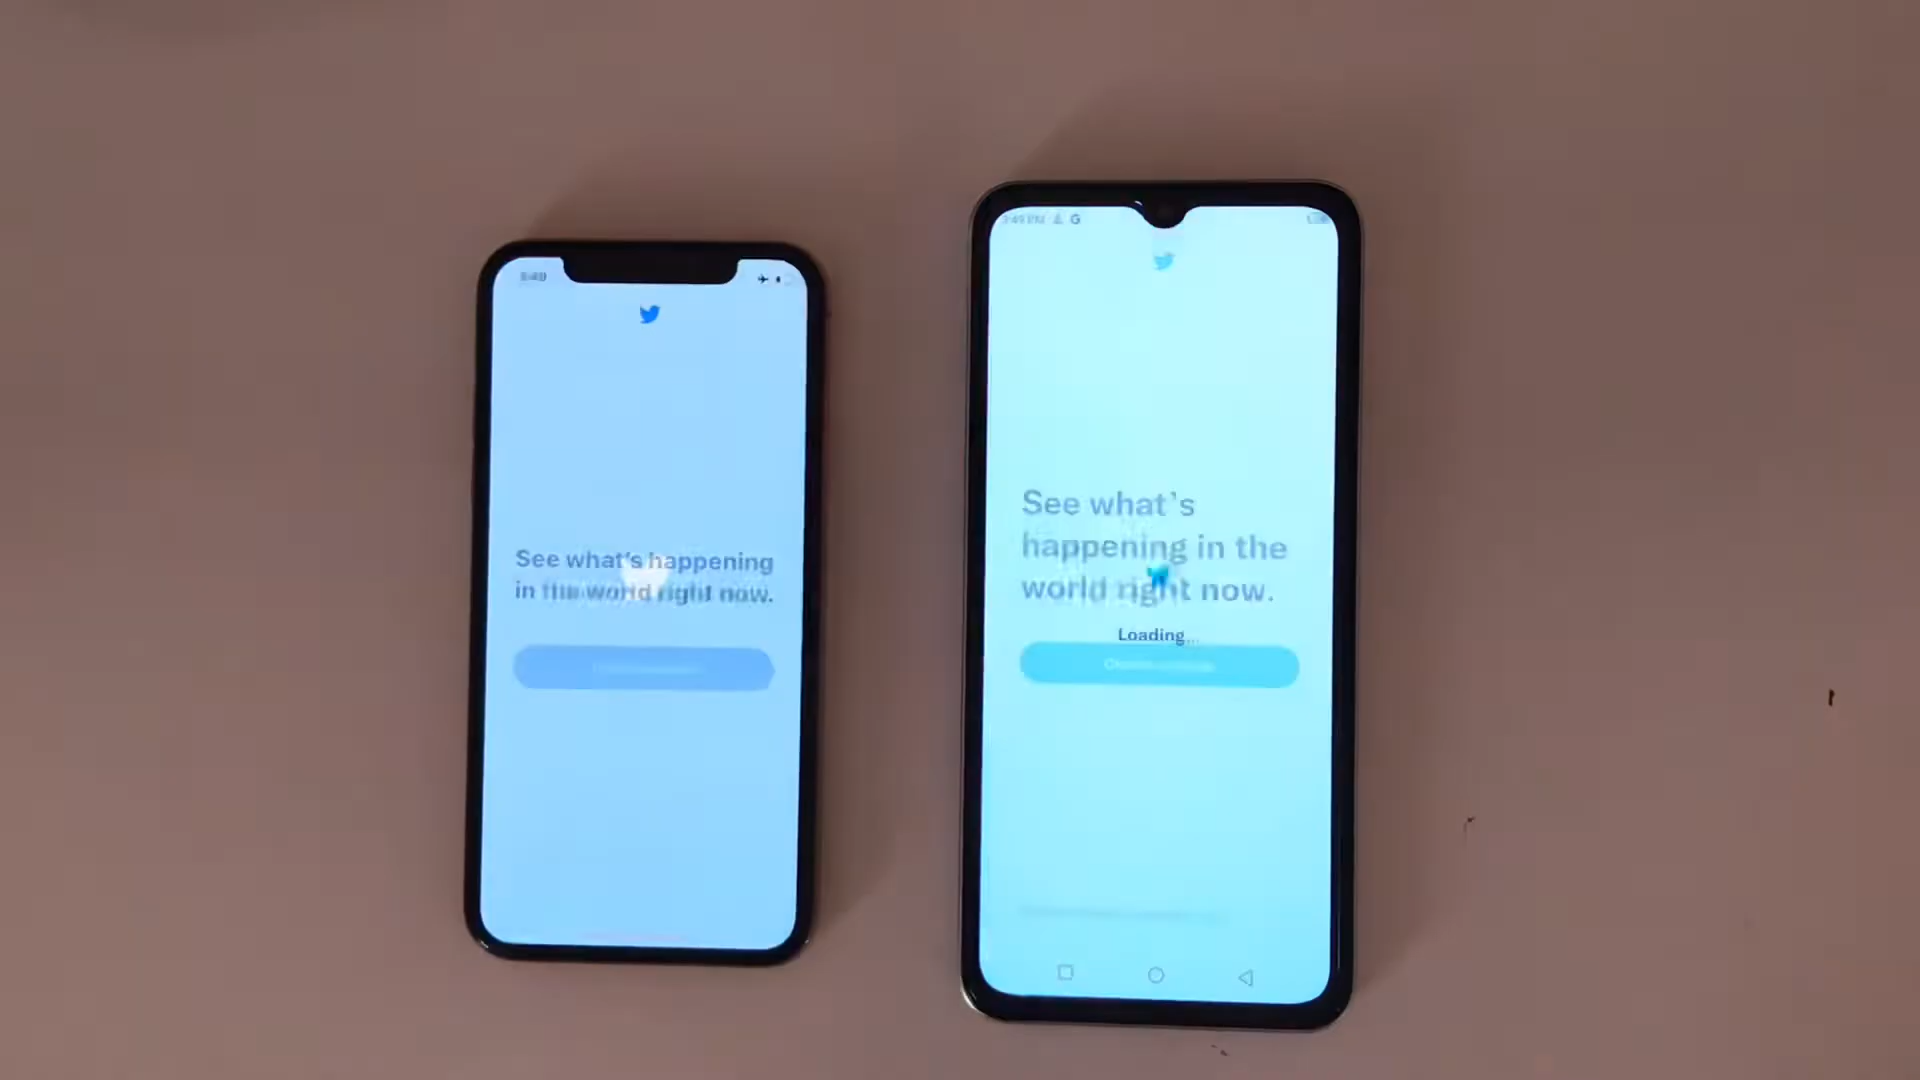 See what's happening
in the world right now.
G
See what's
happening in the
world right now.
Loading...